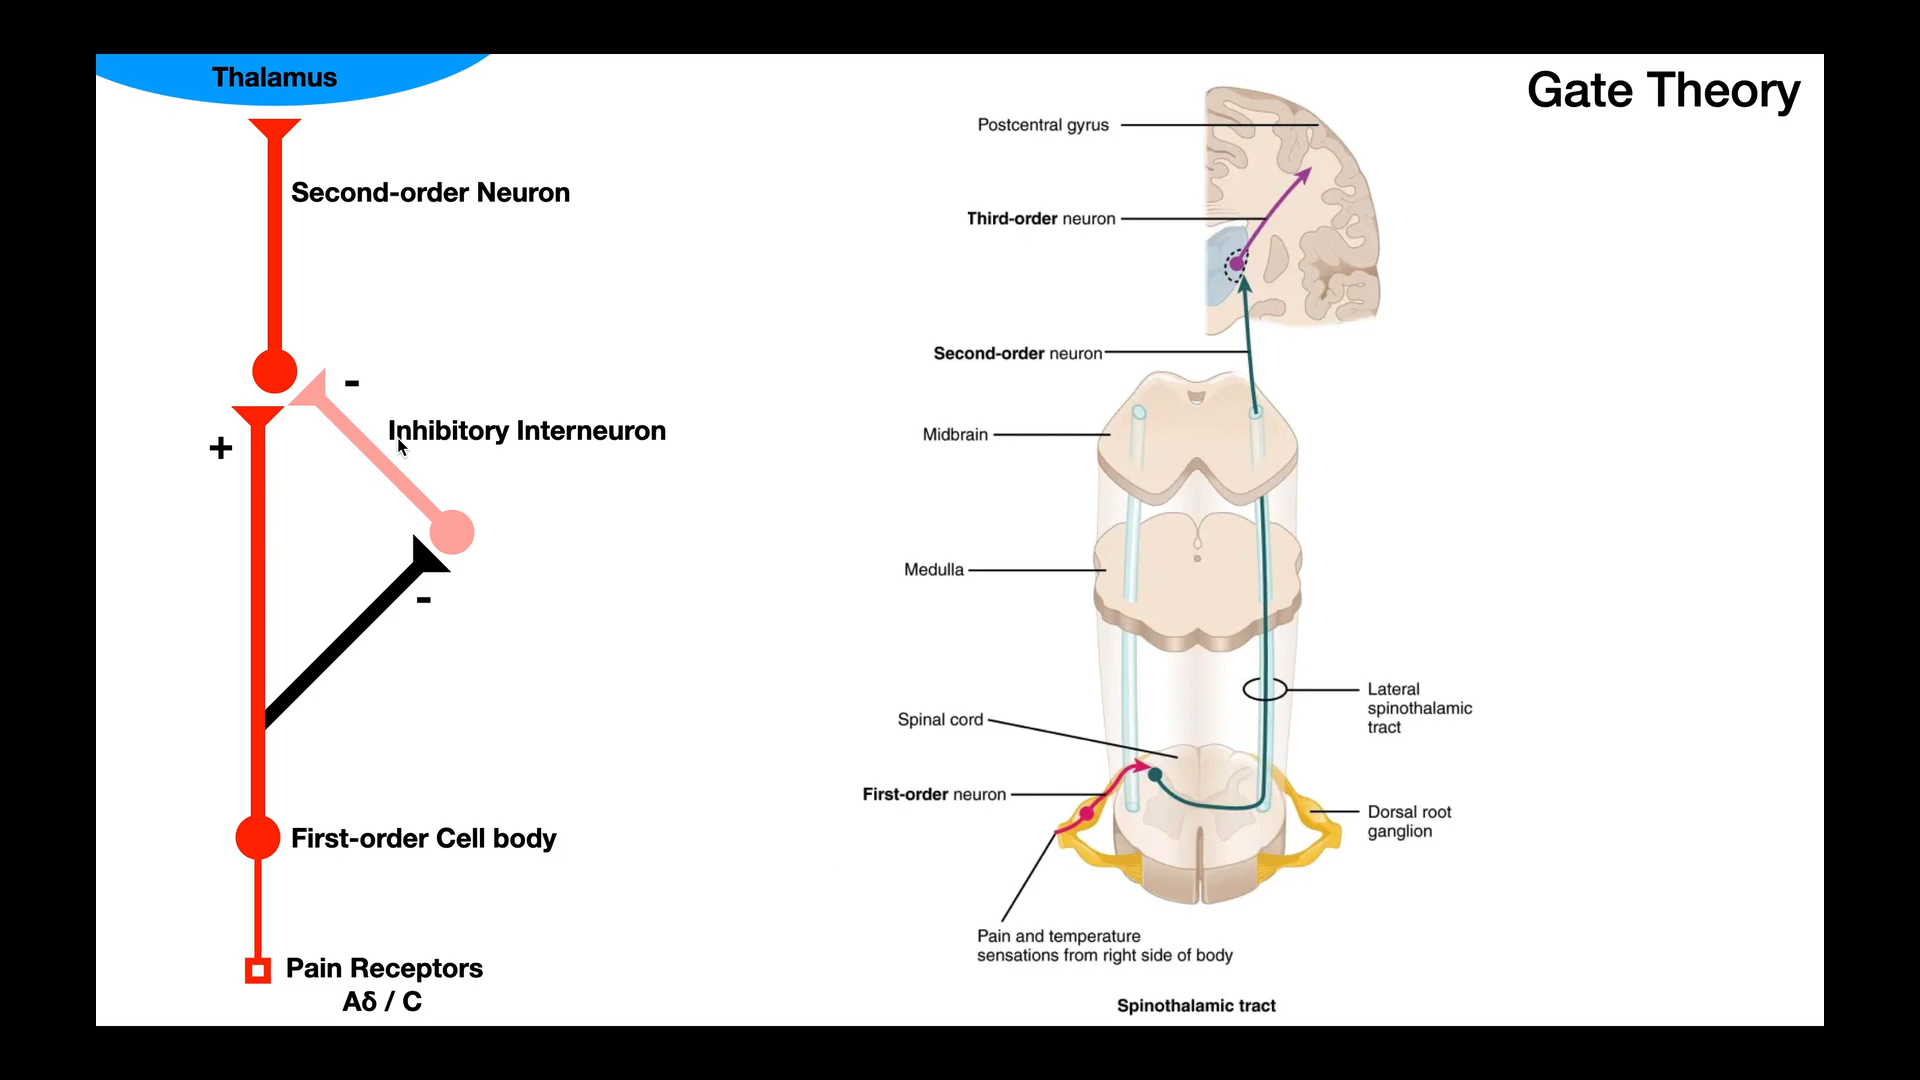 Thalamus
Gate Theory
Second-order Neuron
-
Inhibitory Interneuron
+
-
First-order Cell body
Pain Receptors
Aδ / C
Postcentral gyrus
Third-order neuron
Second-order neuron
Midbrain
Medulla
Lateral
spinothalamic
tract
Spinal cord
First-order neuron
Dorsal root
ganglion
Pain and temperature
sensations from right side of body
Spinothalamic tract